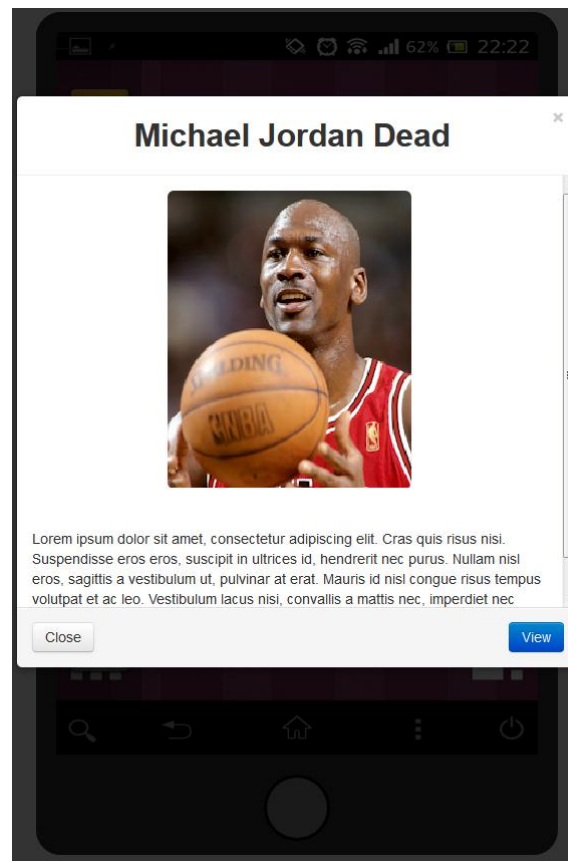 62% 22:22
Michael Jordan Dead
×
SPALDING
NBA
Lorem ipsum dolor sit amet, consectetur adipiscing elit. Cras quis risus nisi.
Suspendisse eros eros, suscipit in ultrices id, hendrerit nec purus. Nullam nisl
eros, sagittis a vestibulum ut, pulvinar at erat. Mauris id nisl congue risus tempus
volutpat et ac leo. Vestibulum lacus nisi, convallis a mattis nec, imperdiet nec
Close
View